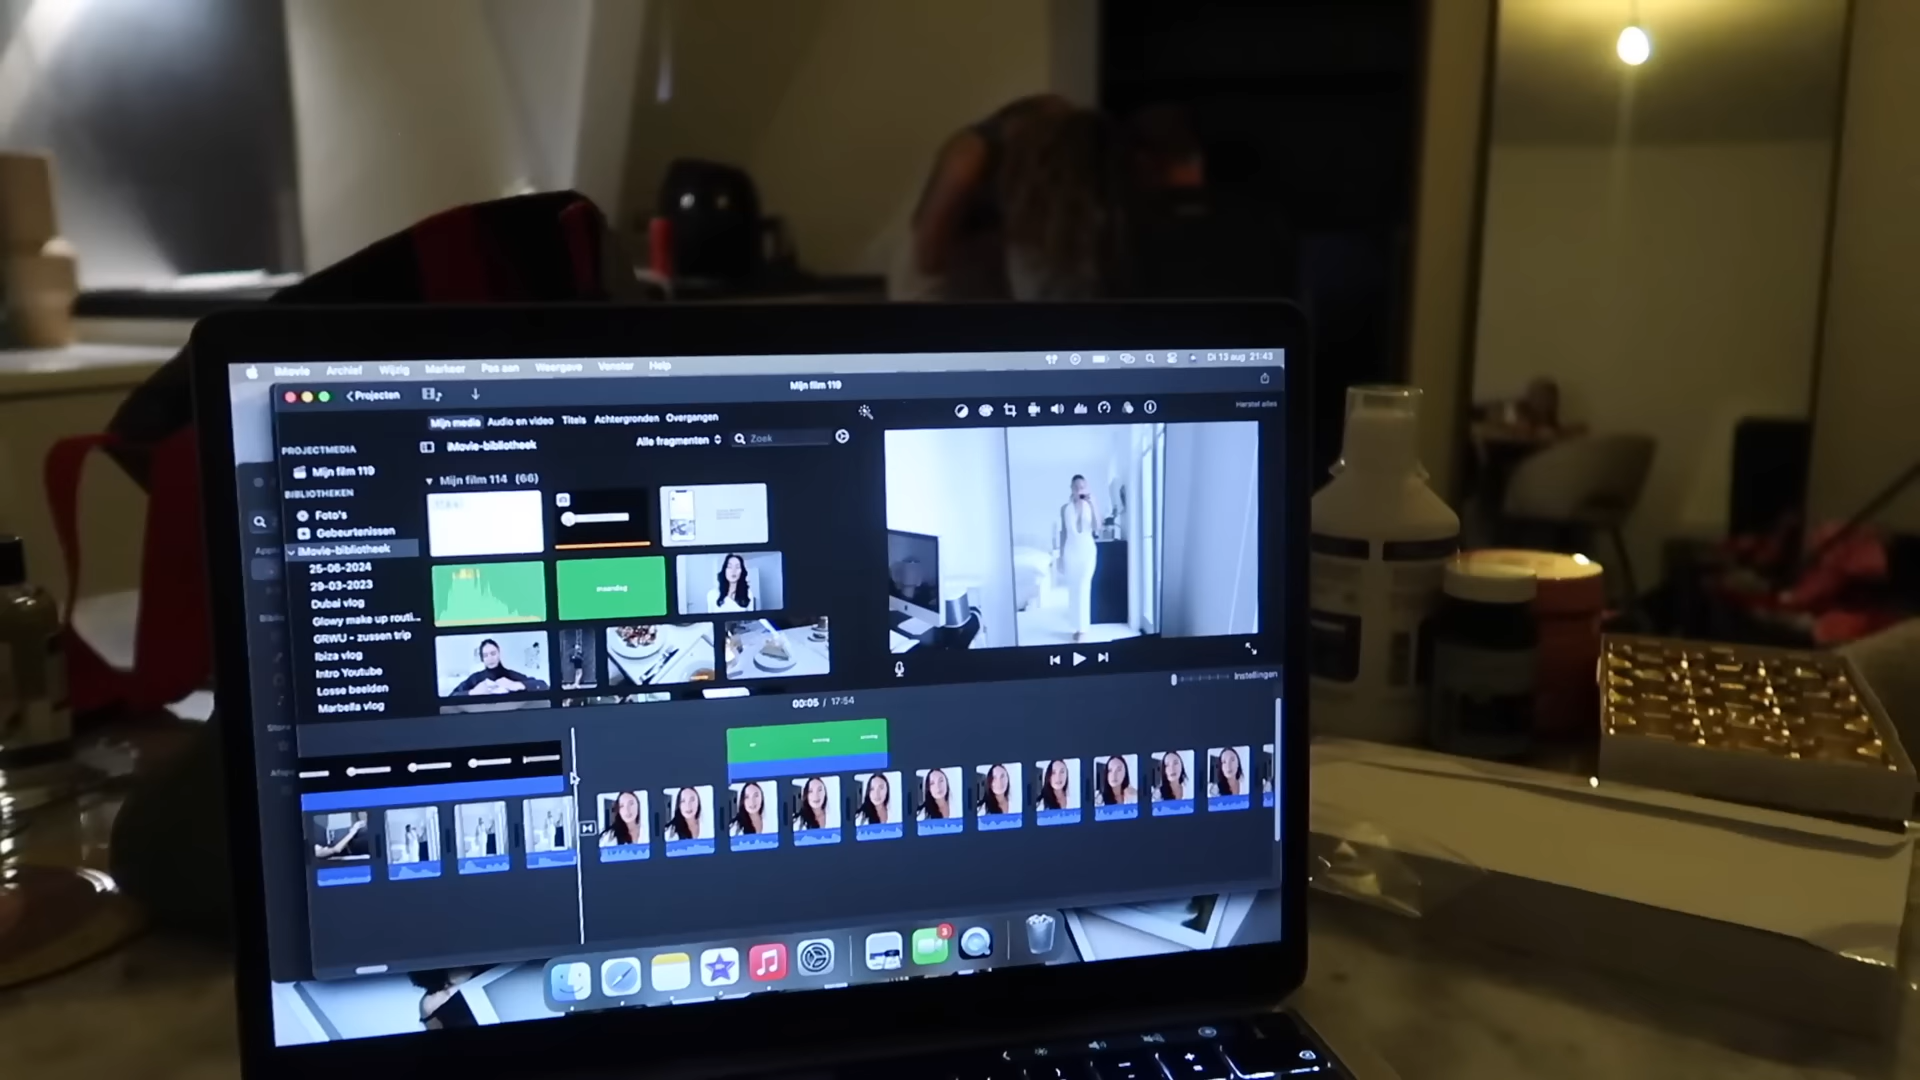 iMovie Archief Wijzig Markeer Pas aan Weergave Venster Help
Di 13 aug 21:43
Projecten
Mijn film 119
Mijn media Audio en video Titels Achtergronden Overgangen
Herstel alles
PROJECTMEDIA
iMovie-bibliotheek
Alle fragmenten
Zoek
Mijn film 119
Mijn film 114 (66)
BIBLIOTHEKEN
Foto's
Gebeurtenissen
iMovie-bibliotheek
25-06-2024
29-03-2023
Dubai vlog
Glowy make up routi...
GRWU - zussen trip
Ibiza vlog
Intro Youtube
Losse beelden
Marbella vlog
maandag
Instellingen
00:05 / 17:54
3